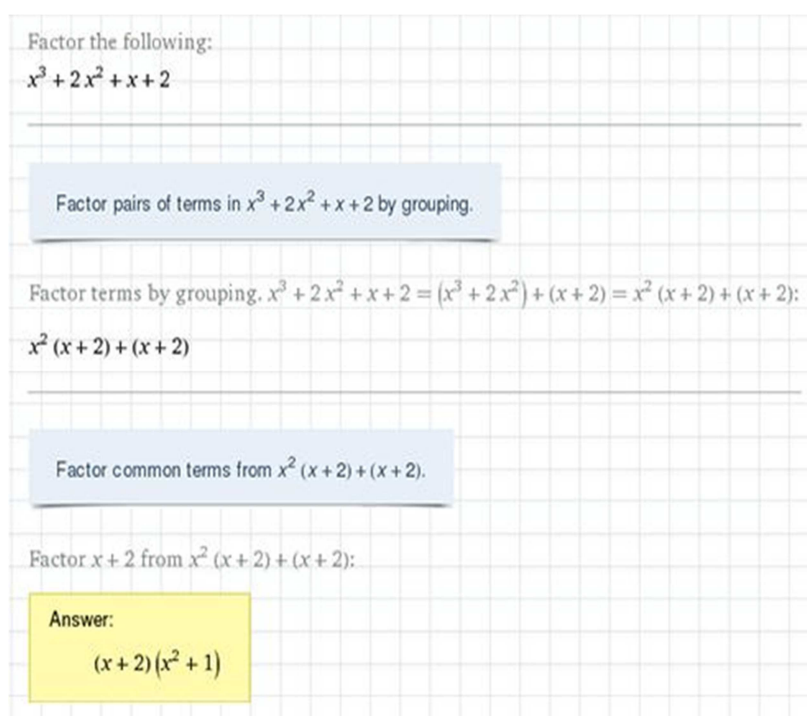 Factor the following:
x³ + 2 x² + x + 2
Factor pairs of terms in x³ + 2 x² + x + 2 by grouping.
Factor terms by grouping. x³ + 2 x² + x + 2 = (x³ + 2 x²) + (x + 2) = x² (x + 2) + (x + 2):
x² (x + 2) + (x + 2)
Factor common terms from x² (x + 2) + (x + 2).
Factor x + 2 from x² (x + 2) + (x + 2):
Answer:
(x + 2) (x² + 1)